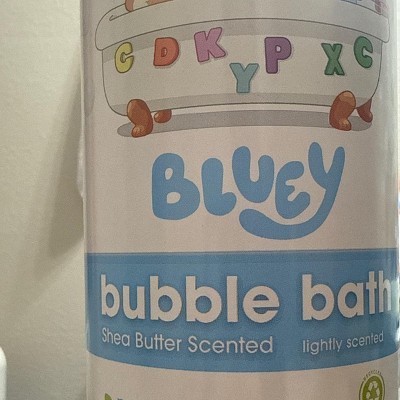 C D K Y P X C
BLUEY
bubble bath
Shea Butter Scented lightly scented